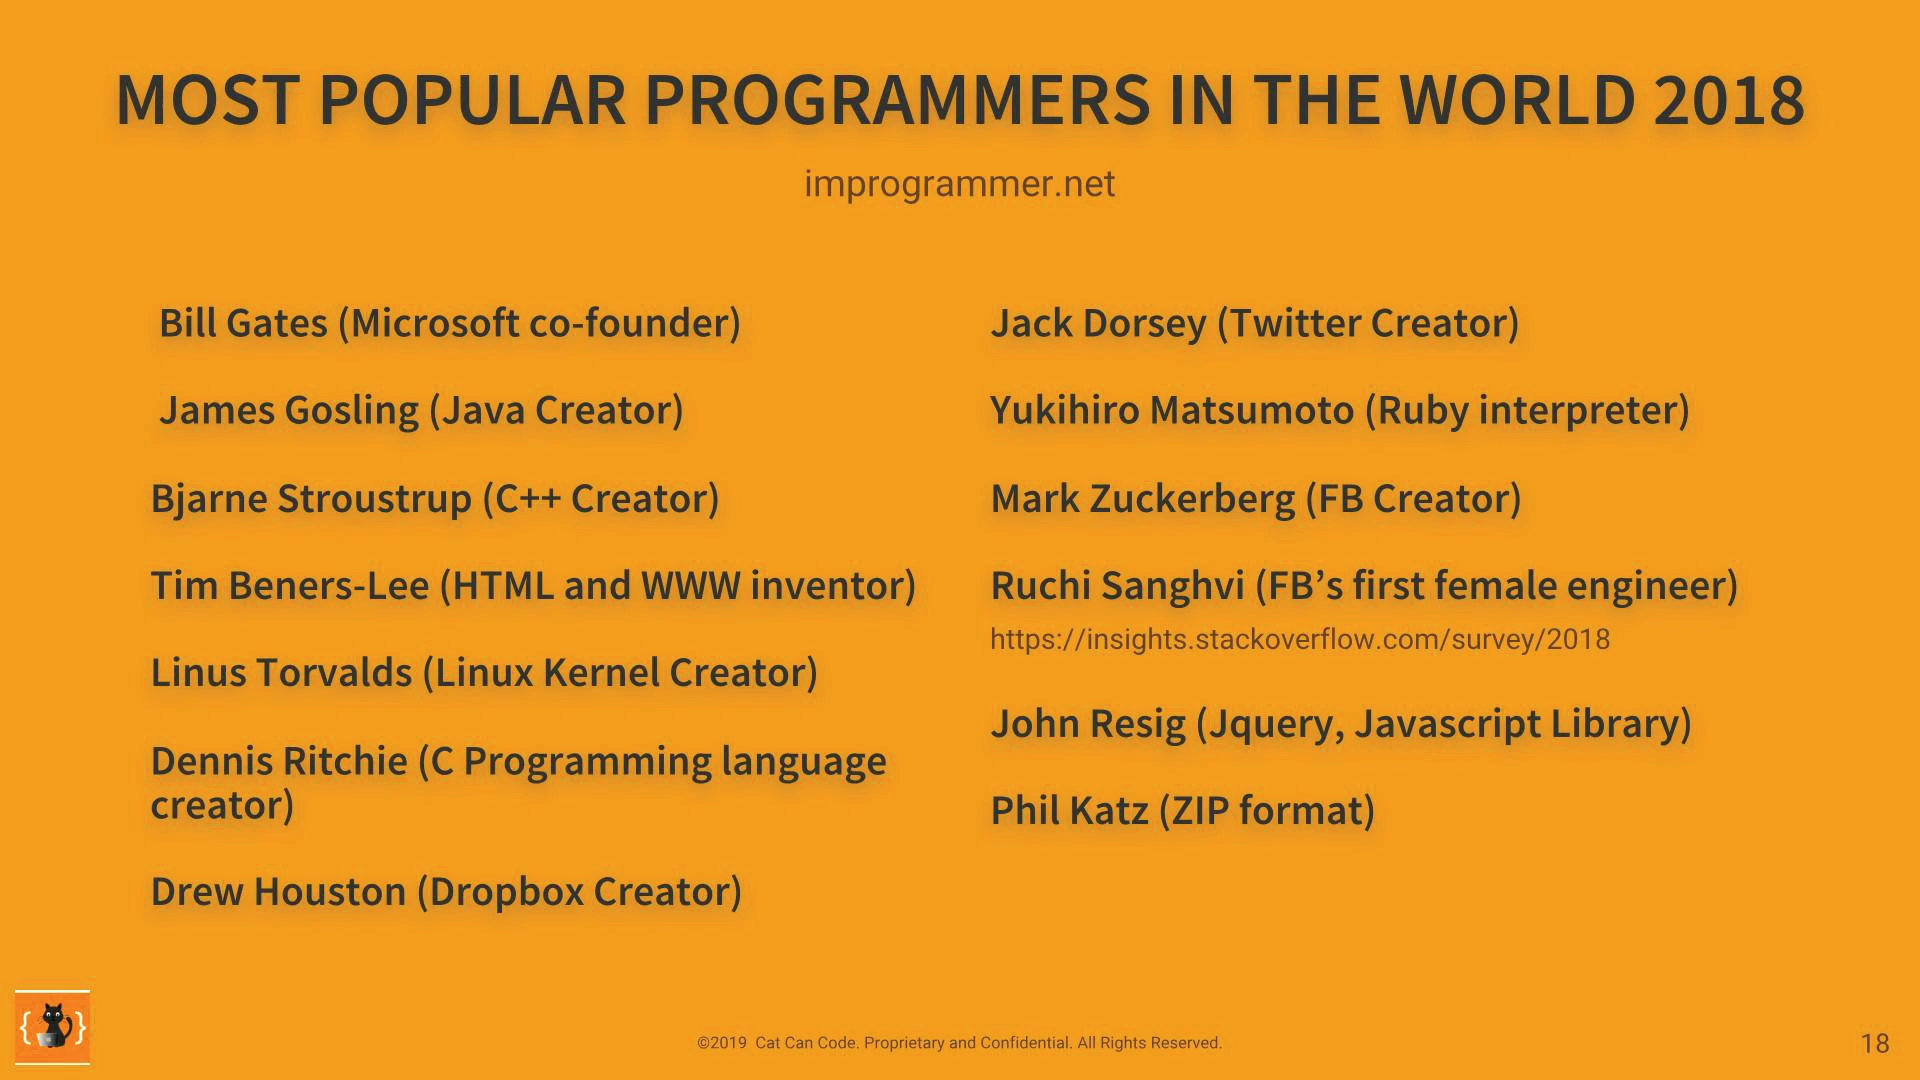 MOST POPULAR PROGRAMMERS IN THE WORLD 2018
improgrammer.net
Bill Gates (Microsoft co-founder)
James Gosling (Java Creator)
Bjarne Stroustrup (C++ Creator)
Tim Beners-Lee (HTML and WWW inventor)
Linus Torvalds (Linux Kernel Creator)
Dennis Ritchie (C Programming language
creator)
Drew Houston (Dropbox Creator)
Jack Dorsey (Twitter Creator)
Yukihiro Matsumoto (Ruby interpreter)
Mark Zuckerberg (FB Creator)
Ruchi Sanghvi (FB’s first female engineer)
https://insights.stackoverflow.com/survey/2018
John Resig (Jquery, Javascript Library)
Phil Katz (ZIP format)
{ }
©2019 Cat Can Code. Proprietary and Confidential. All Rights Reserved.
18